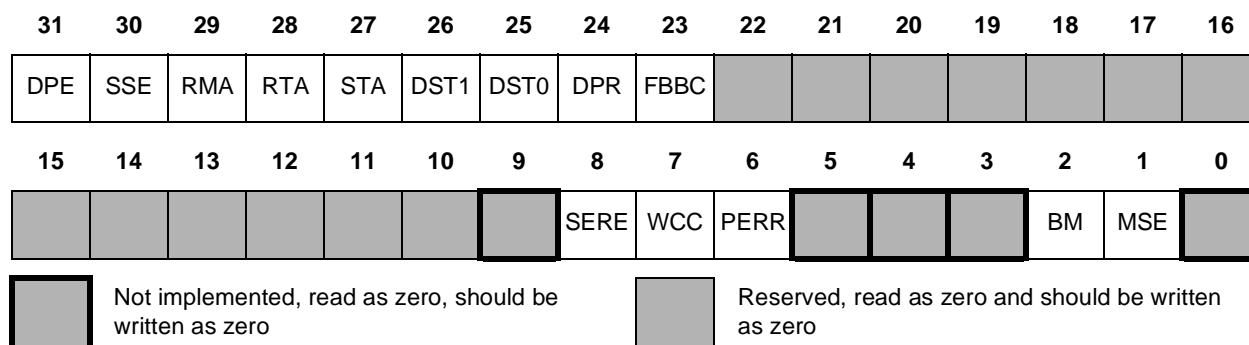 31 30 29 28 27 26 25 24 23 22 21 20 19 18 17 16
DPE SSE RMA RTA STA DST1 DST0 DPR FBBC
15 14 13 12 11 10 9 8 7 6 5 4 3 2 1 0
SERE WCC PERR BM MSE
Not implemented, read as zero, should be
written as zero
Reserved, read as zero and should be written
as zero